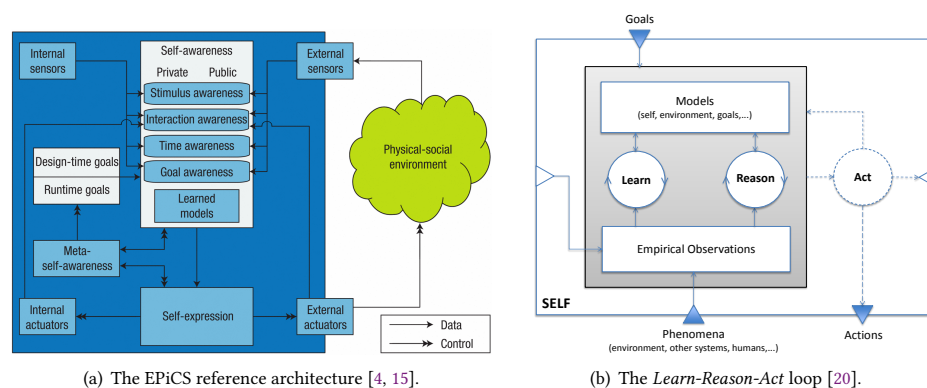 Internal
sensors
Self-awareness
Private Public
Stimulus awareness
Interaction awareness
Time awareness
Goal awareness
Learned
models
External
sensors
Physical-social
environment
Design-time goals
Runtime goals
Meta-
self-awareness
Internal
actuators
Self-expression
External
actuators
Data
Control
(a) The EPiCS reference architecture [4, 15].
Goals
Models
(self, environment, goals,...)
Learn
Reason
Act
Empirical Observations
SELF
Phenomena
(environment, other systems, humans,...)
Actions
(b) The Learn-Reason-Act loop [20].